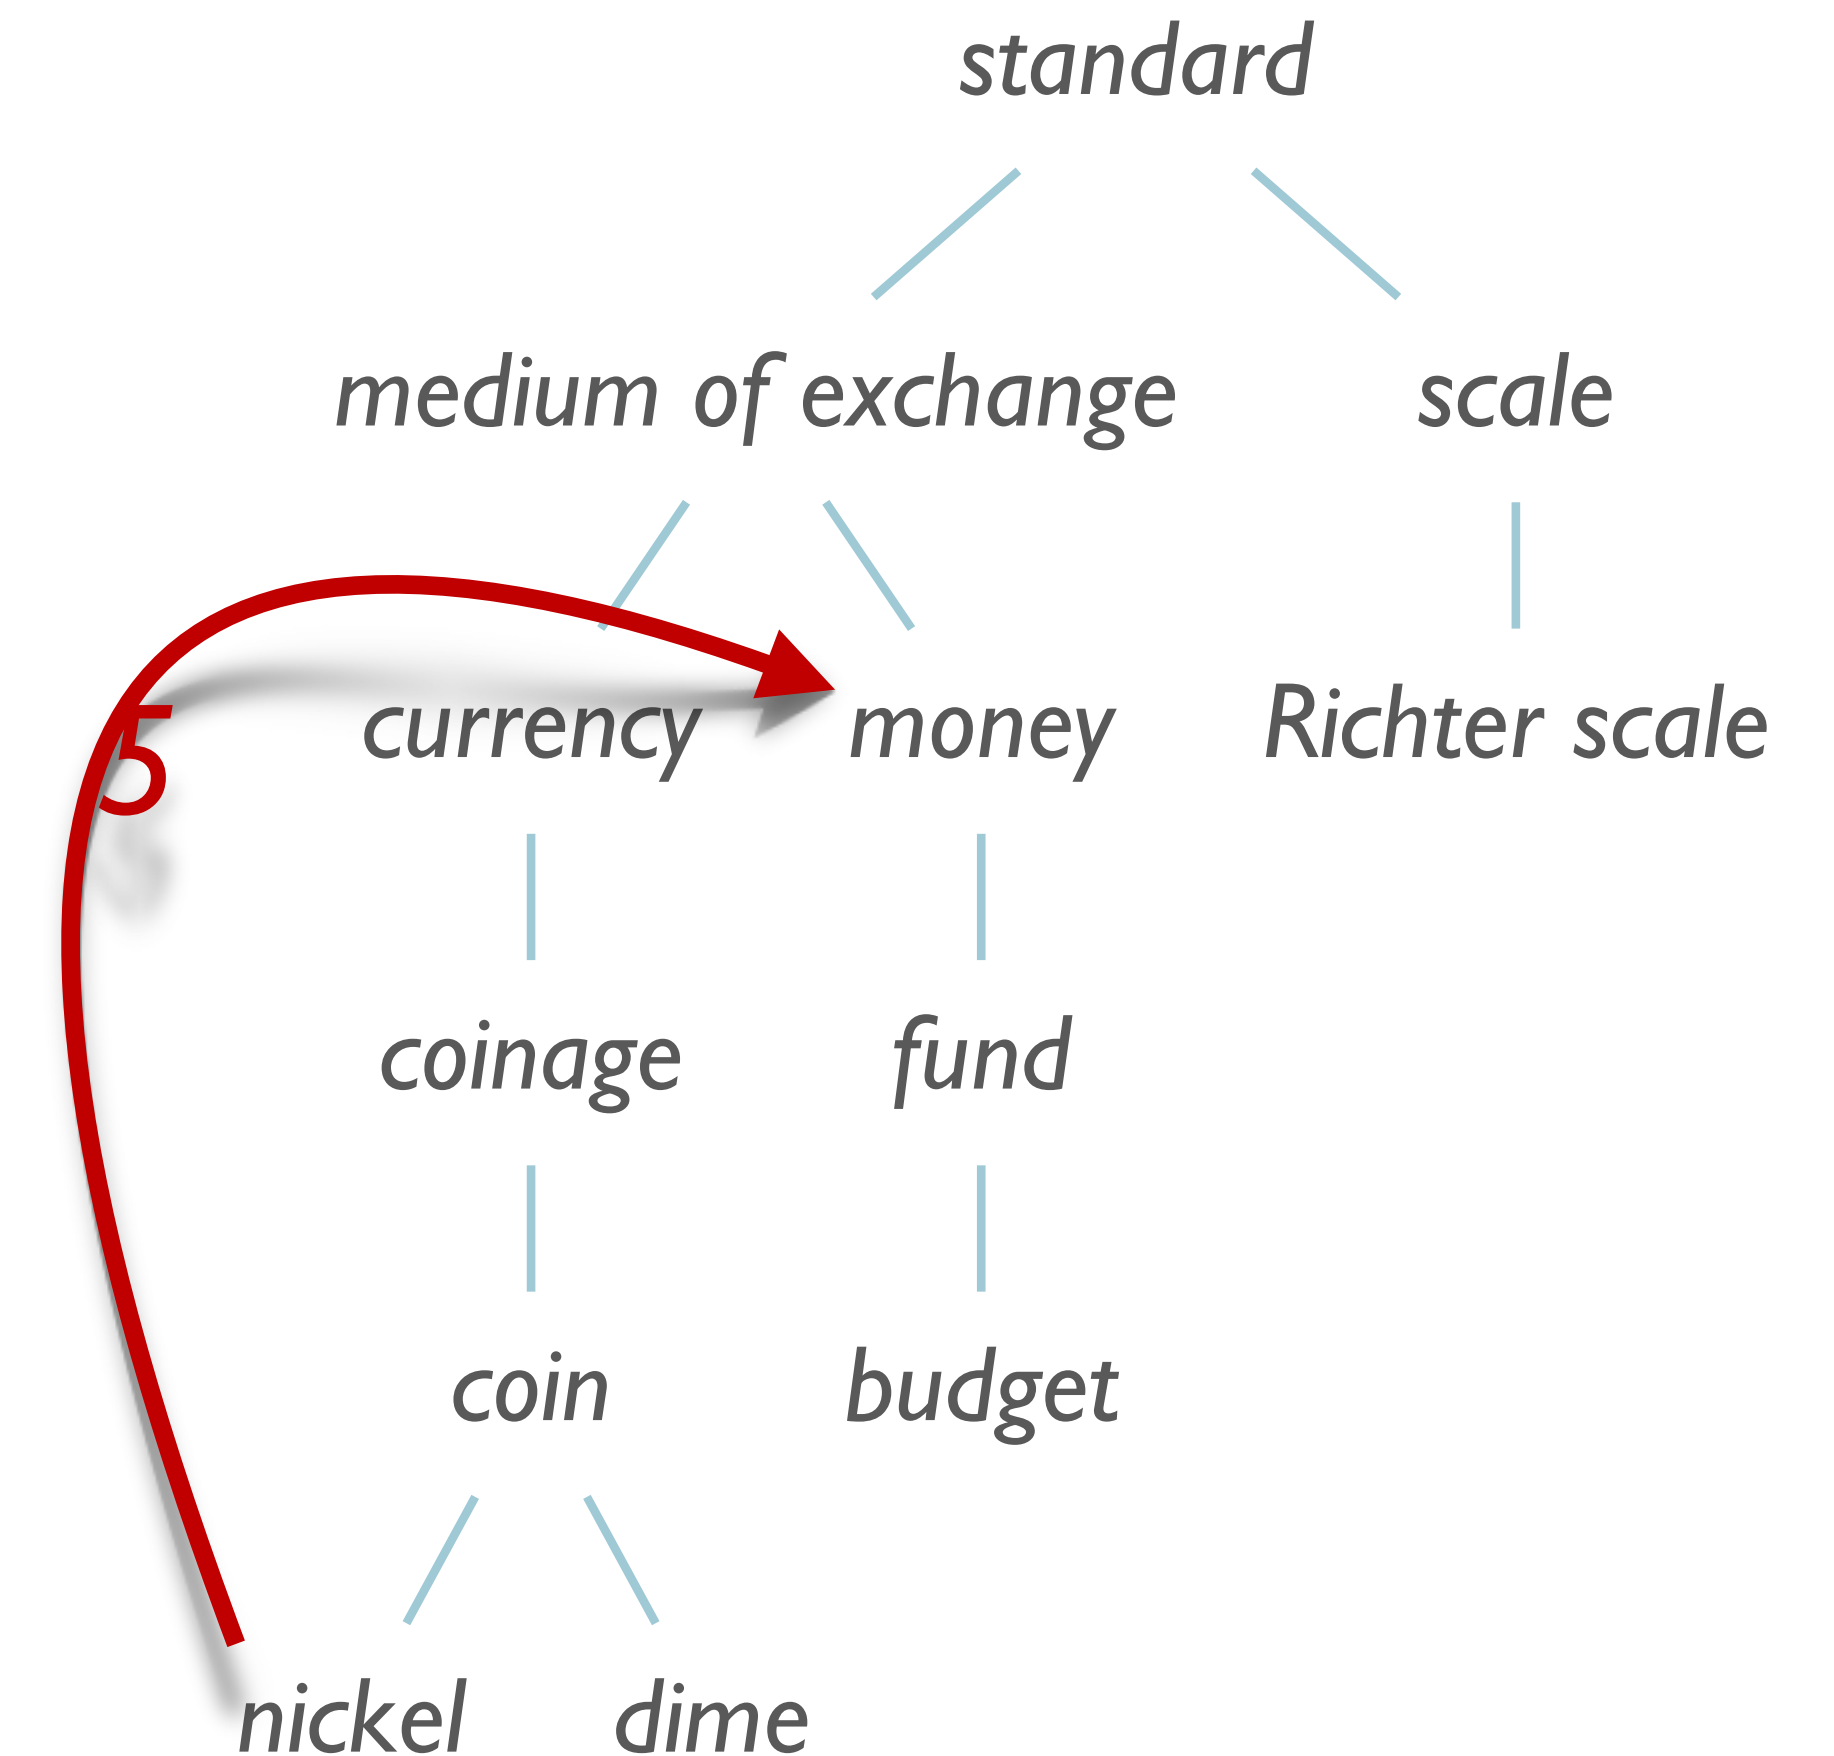 standard
medium of exchange scale
currency money Richter scale
5
coinage fund
coin budget
nickel dime